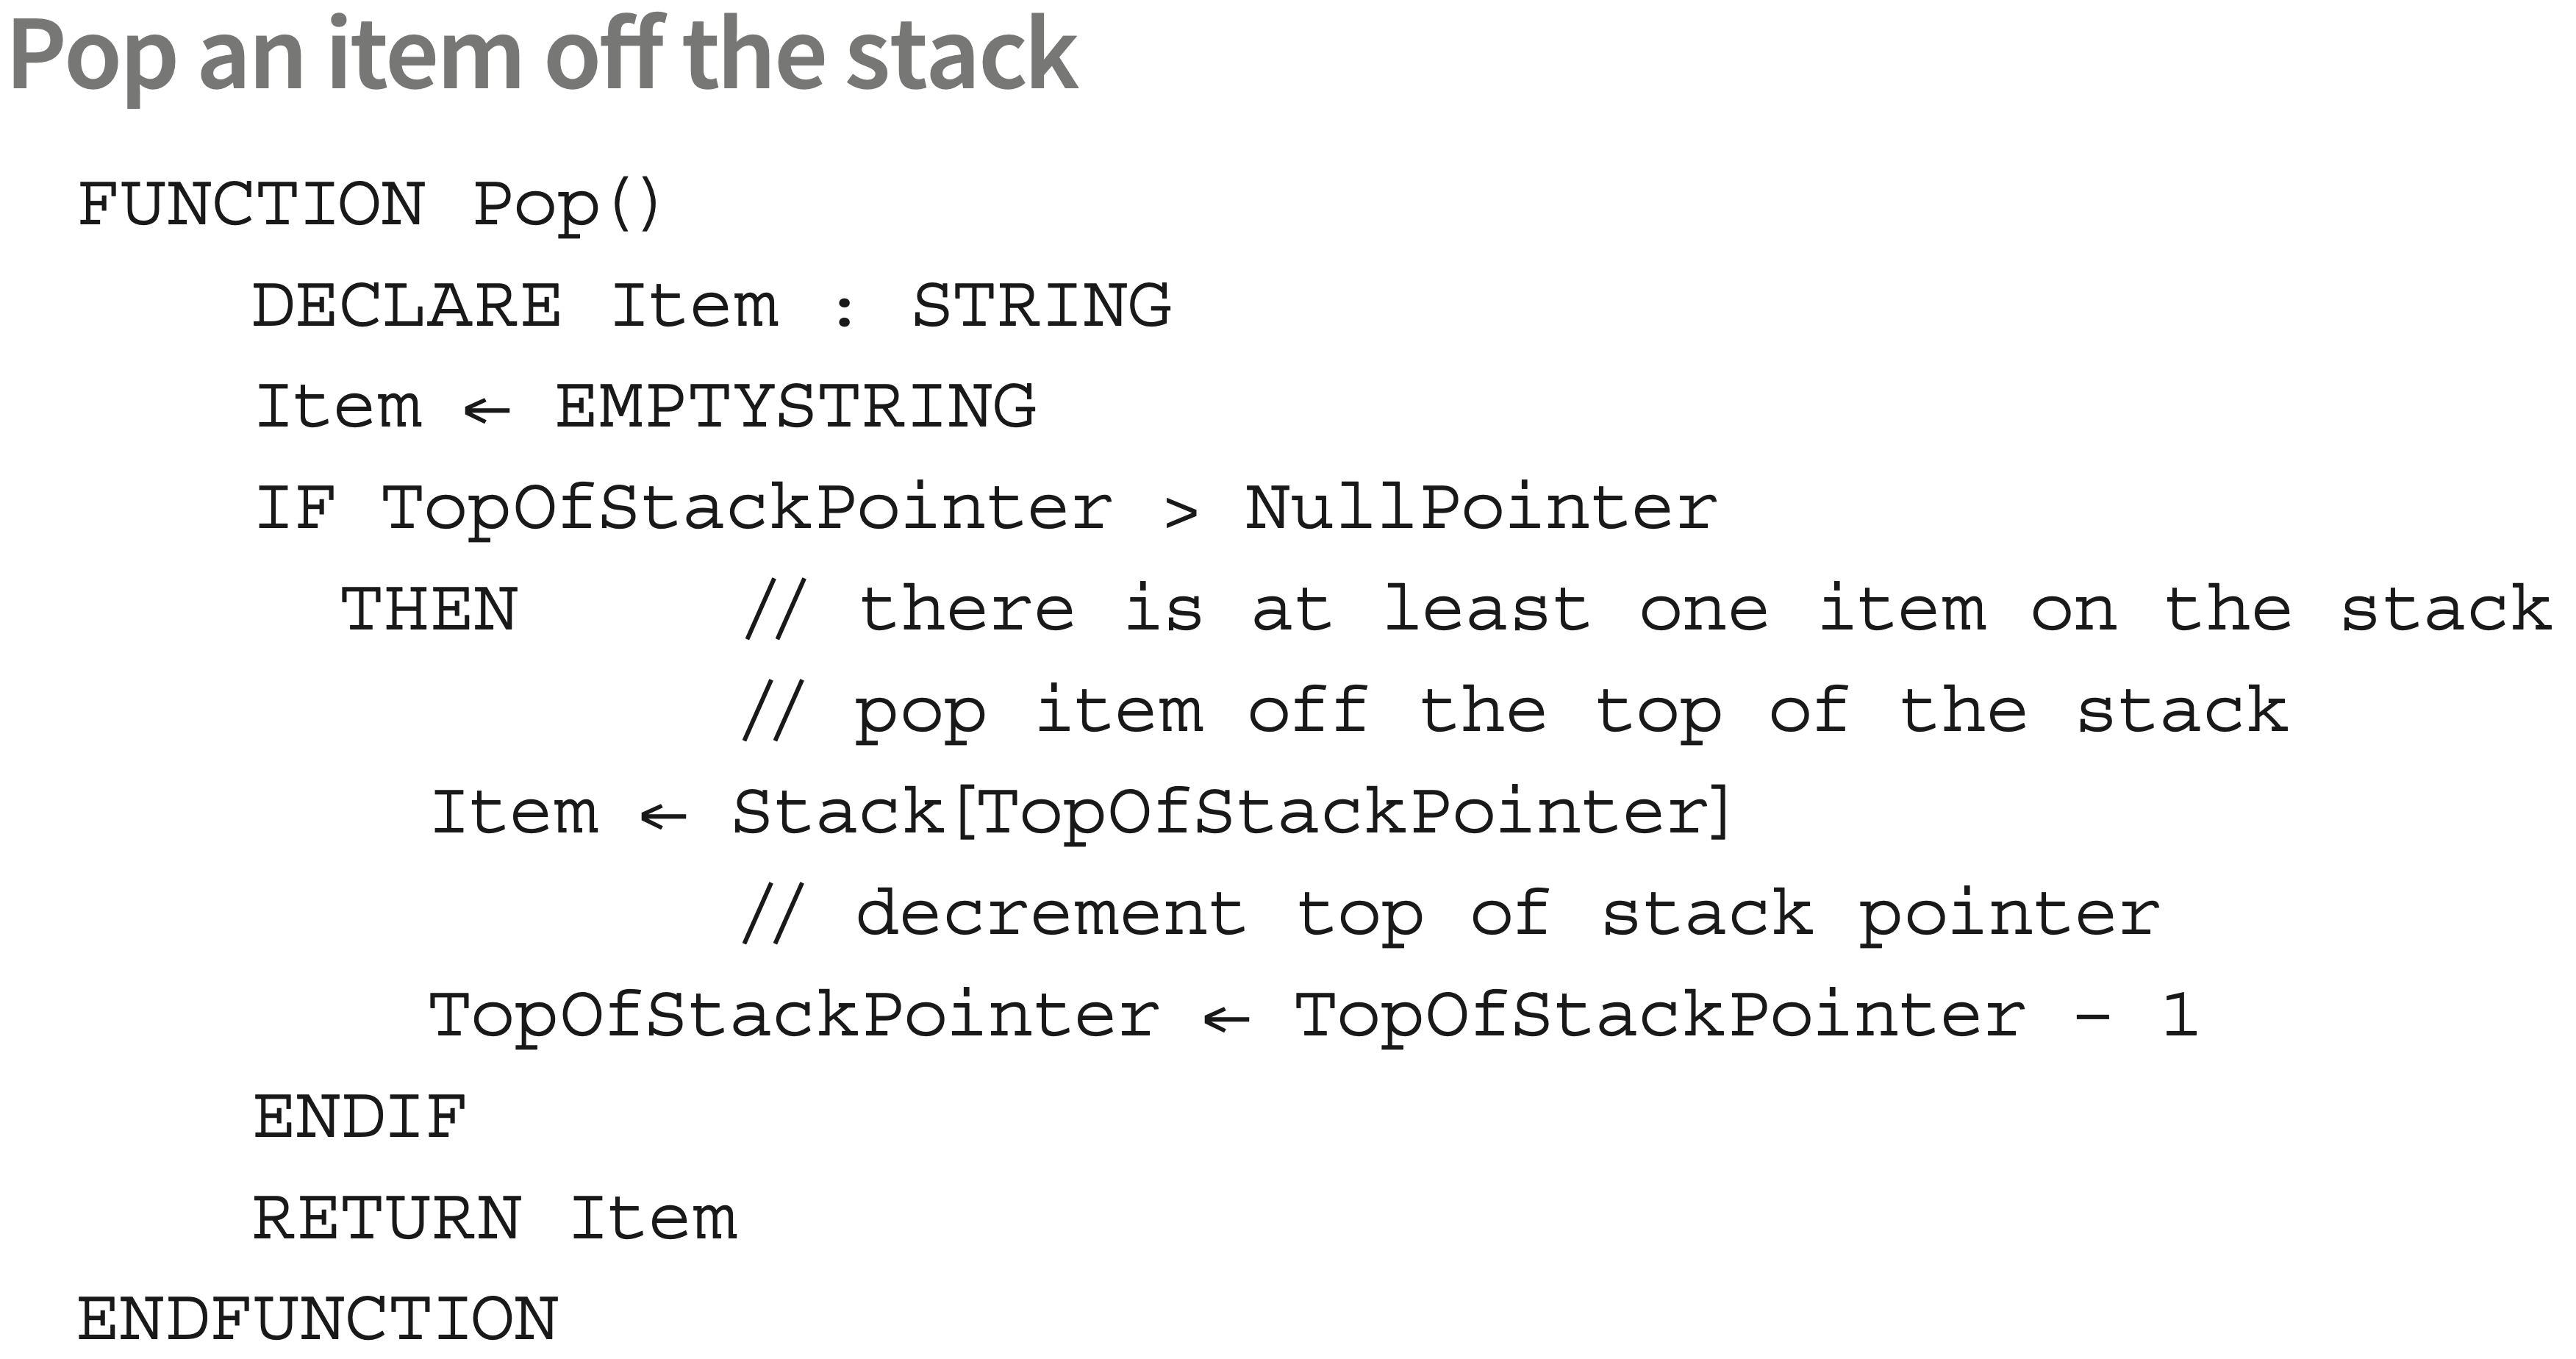 Pop an item off the stack
FUNCTION Pop()
DECLARE Item : STRING
Item ← EMPTYSTRING
IF TopOfStackPointer > NullPointer
THEN // there is at least one item on the stack
// pop item off the top of the stack
Item ← Stack[TopOfStackPointer]
// decrement top of stack pointer
TopOfStackPointer ← TopOfStackPointer - 1
ENDIF
RETURN Item
ENDFUNCTION